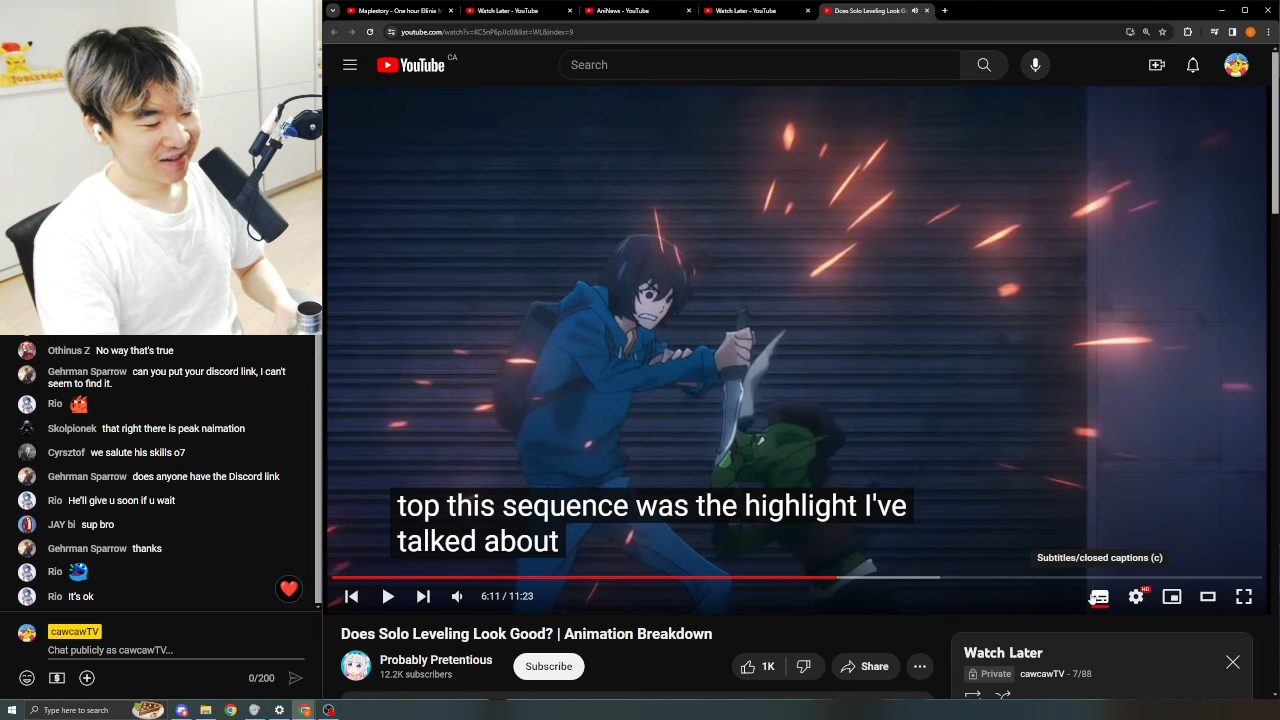 Maplestory - One hour Ellinia M
Watch Later - YouTube
AniNews - YouTube
Watch Later - YouTube
Does Solo Leveling Look Go
youtube.com/watch?v=KC5nP6pJJc0&list=WL&index=9
YouTube CA
Search
Othinus Z No way that's true
Gehrman Sparrow can you put your discord link, I can't
seem to find it.
Rio
Skolpionek that right there is peak naimation
Cyrsztof we salute his skills o7
Gehrman Sparrow does anyone have the Discord link
Rio He'll give u soon if u wait
JAY bi sup bro
Gehrman Sparrow thanks
Rio
Rio It's ok
cawcawTV
Chat publicly as cawcawTV...
0/200
top this sequence was the highlight I've
talked about
Subtitles/closed captions (c)
6:11 / 11:23
HD
Does Solo Leveling Look Good? | Animation Breakdown
Probably Pretentious
12.2K subscribers
Subscribe
1K
Share
Watch Later
Private cawcawTV - 7/88
Type here to search